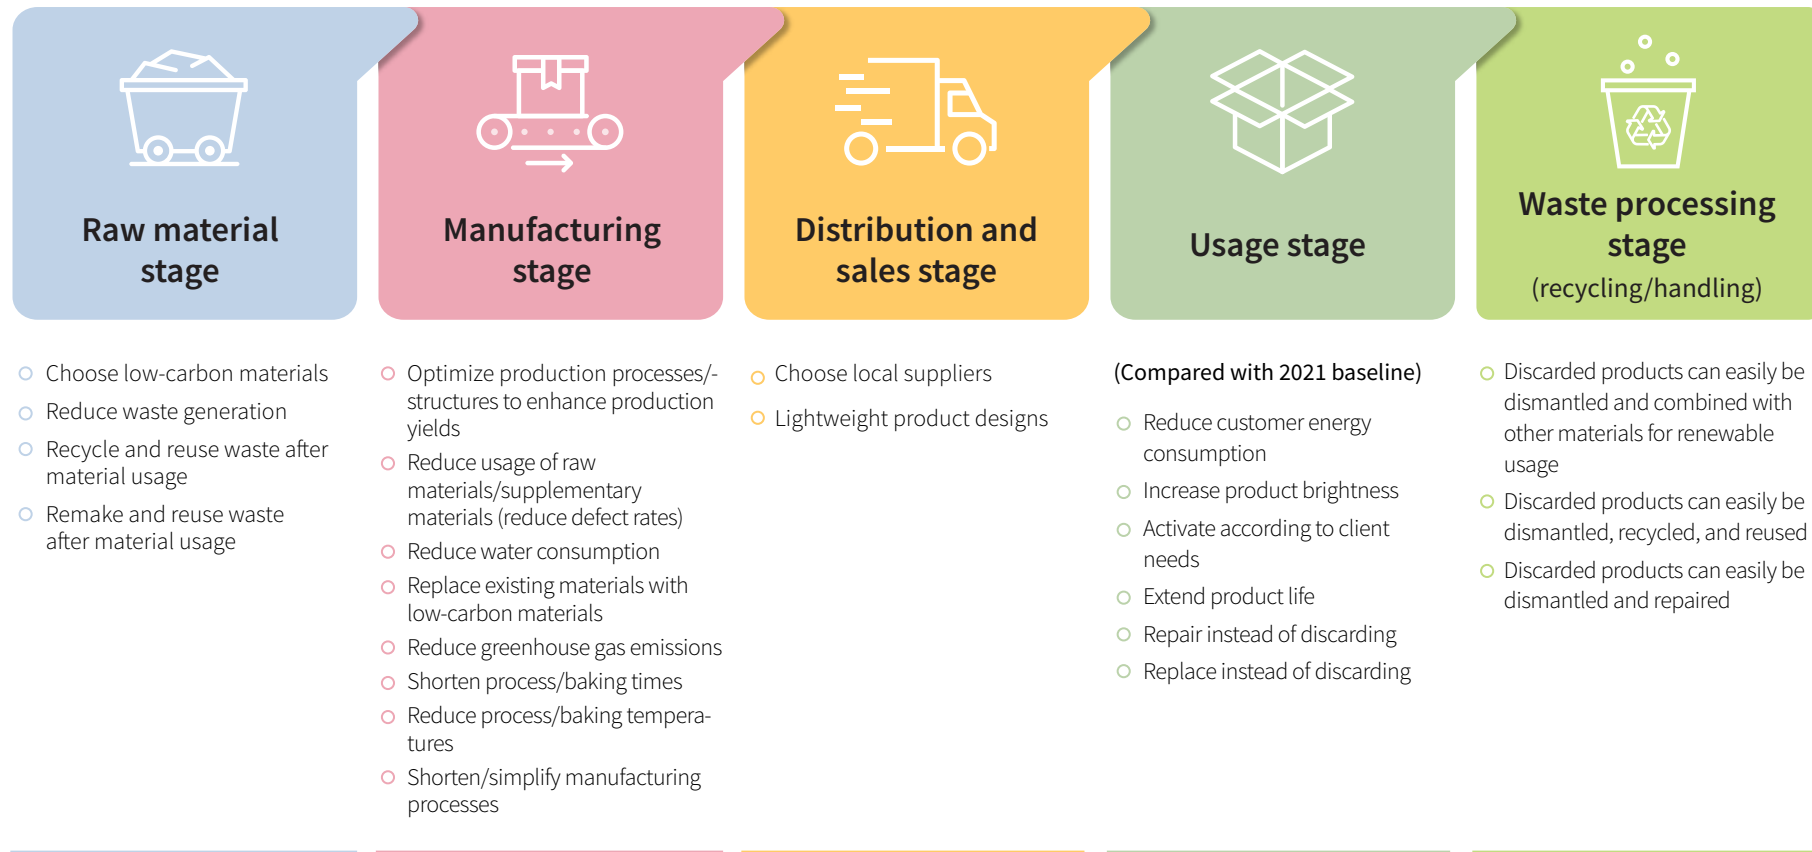 Raw material
stage
Choose low-carbon materials
Reduce waste generation
Recycle and reuse waste after
material usage
Remake and reuse waste
after material usage
Manufacturing
stage
Optimize production processes/-
structures to enhance production
yields
Reduce usage of raw
materials/supplementary
materials (reduce defect rates)
Reduce water consumption
Replace existing materials with
low-carbon materials
Reduce greenhouse gas emissions
Shorten process/baking times
Reduce process/baking tempera-
tures
Shorten/simplify manufacturing
processes
Distribution and
sales stage
Choose local suppliers
Lightweight product designs
Usage stage
(Compared with 2021 baseline)
Reduce customer energy
consumption
Increase product brightness
Activate according to client
needs
Extend product life
Repair instead of discarding
Replace instead of discarding
Waste processing
stage
(recycling/handling)
Discarded products can easily be
dismantled and combined with
other materials for renewable
usage
Discarded products can easily be
dismantled, recycled, and reused
Discarded products can easily be
dismantled and repaired